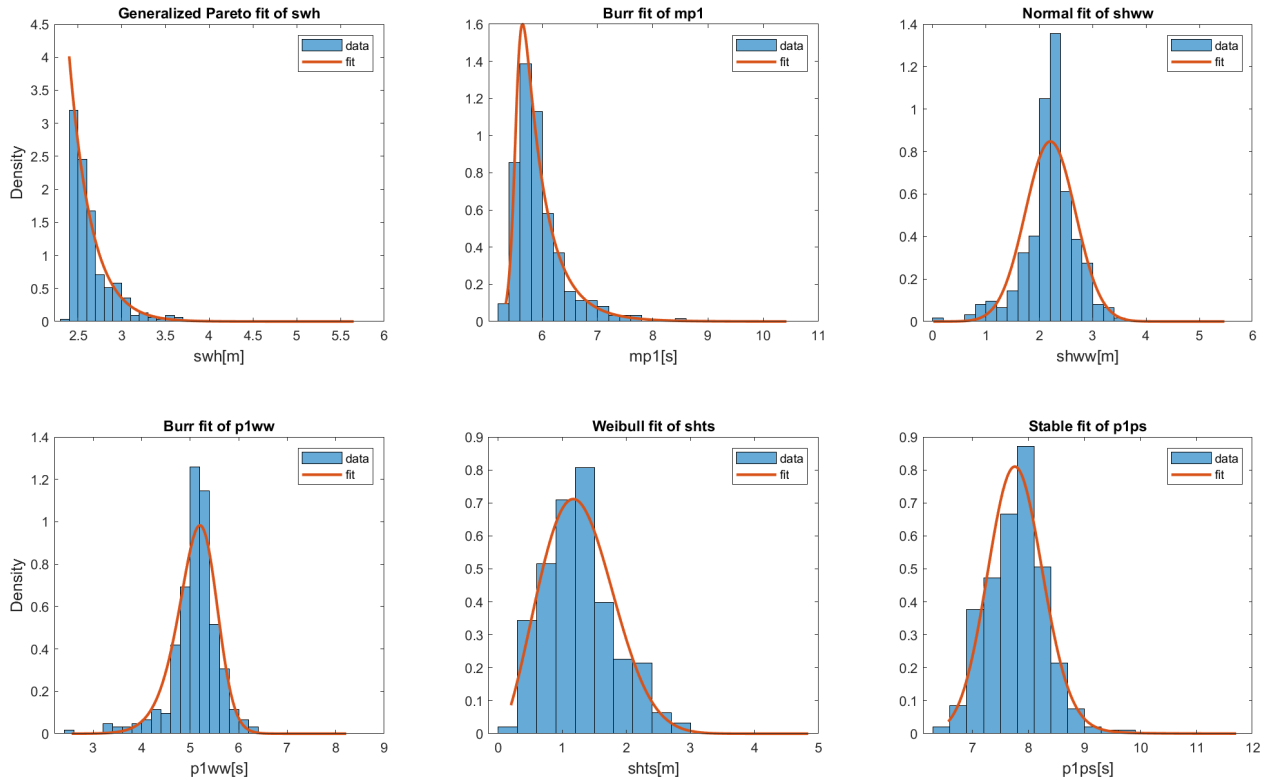 Generalized Pareto fit of swh
4.5
4
3.5
3
2.5
2
1.5
1
0.5
0
Density
data
fit
2.5 3 3.5 4 4.5 5 5.5 6
swh[m]
Burr fit of mp1
1.6
1.4
1.2
1
0.8
0.6
0.4
0.2
0
data
fit
6 7 8 9 10 11
mp1[s]
Normal fit of shww
1.4
1.2
1
0.8
0.6
0.4
0.2
0
data
fit
0 1 2 3 4 5 6
shww[m]
Burr fit of p1ww
1.4
1.2
1
0.8
0.6
0.4
0.2
0
Density
data
fit
3 4 5 6 7 8 9
p1ww[s]
Weibull fit of shts
0.9
0.8
0.7
0.6
0.5
0.4
0.3
0.2
0.1
0
data
fit
0 1 2 3 4 5
shts[m]
Stable fit of p1ps
0.9
0.8
0.7
0.6
0.5
0.4
0.3
0.2
0.1
0
data
fit
7 8 9 10 11 12
p1ps[s]